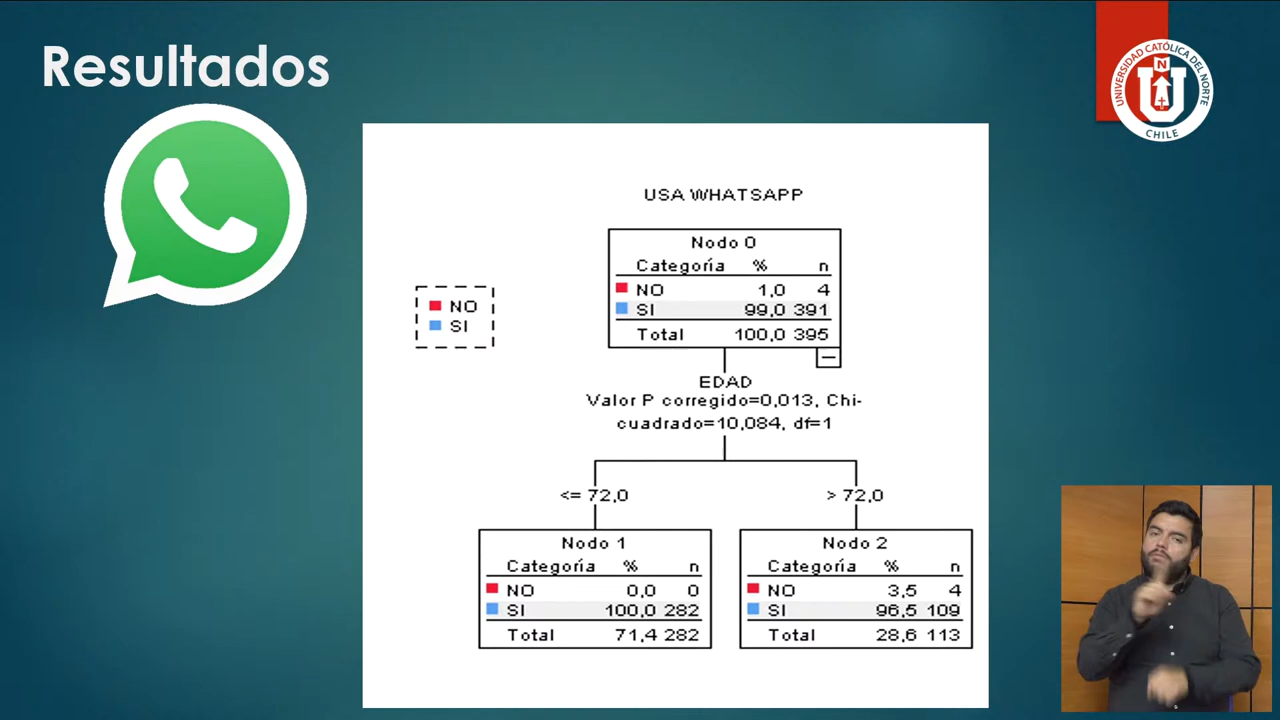 Resultados
UNIVERSIDAD CATÓLICA DEL NORTE
N
CHILE
USA WHATSAPP
Nodo 0
Categoría % n
NO 1,0 4
SI 99,0 391
Total 100,0 395
NO
SI
EDAD
Valor P corregido=0,013, Chi-
cuadrado=10,084, df=1
<= 72,0
> 72,0
Nodo 1
Categoría % n
NO 0,0 0
SI 100,0 282
Total 71,4 282
Nodo 2
Categoría % n
NO 3,5 4
SI 96,5 109
Total 28,6 113